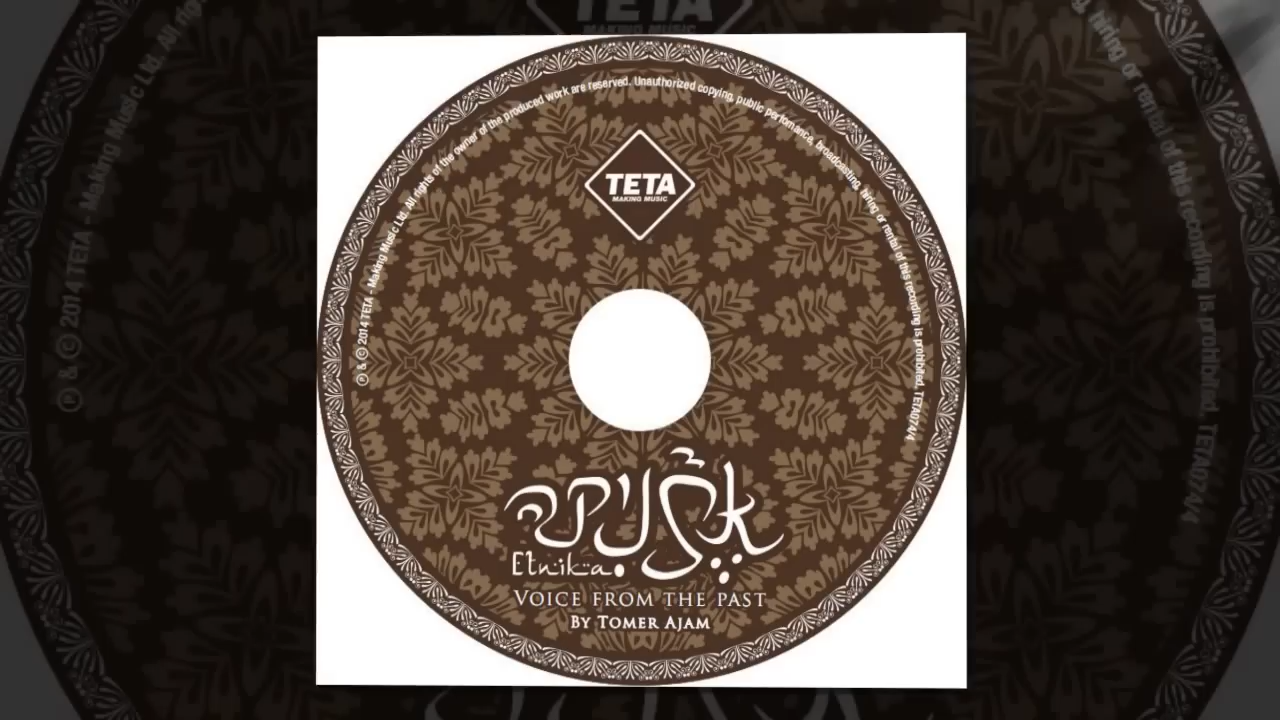 ℗ & © 2014 TETA - Making Music Ltd. All rights of the owner of the produced work are reserved. Unauthorized copying, public perfomance, broadcasting, hiring or rental of this recording is prohibited. TETA0744
TETA
MAKING MUSIC
אתניקה
Etnika
VOICE FROM THE PAST
BY TOMER AJAM